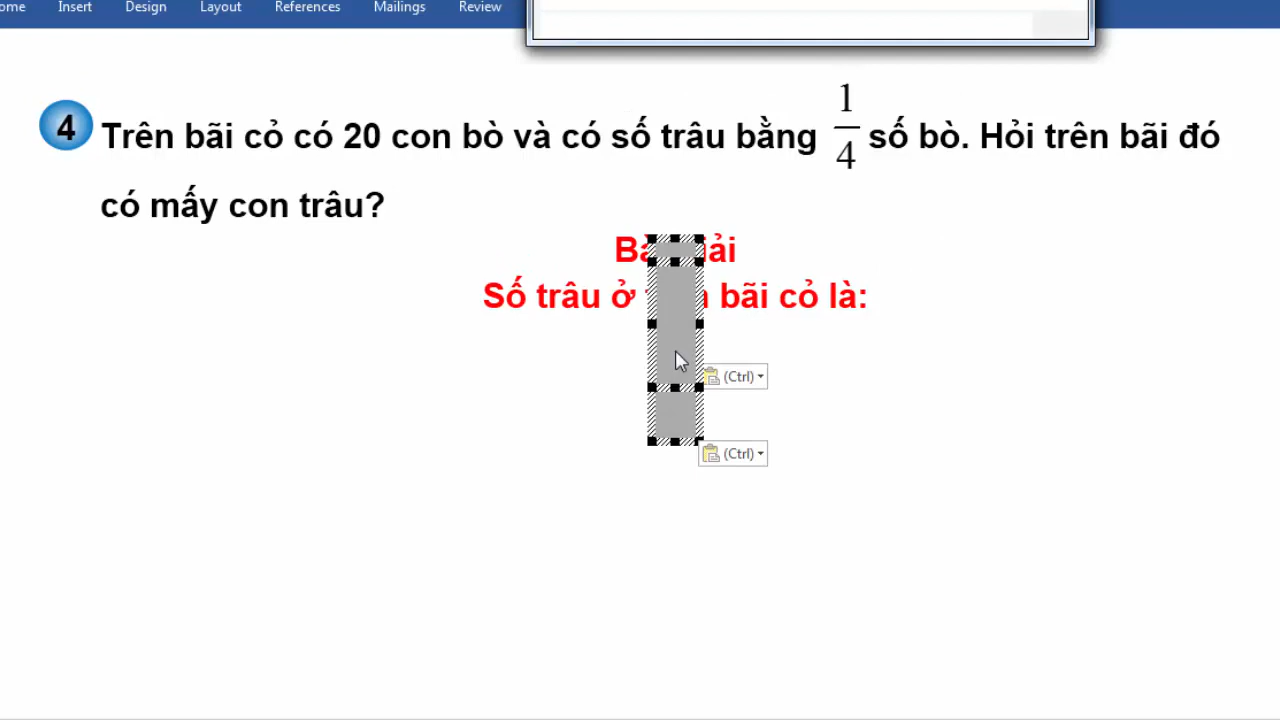 ome Insert Design Layout References Mailings Review
4 Trên bãi cỏ có 20 con bò và có số trâu bằng 1/4 số bò. Hỏi trên bãi đó
có mấy con trâu?
Số trâu ở bãi cỏ là:
(Ctrl)
(Ctrl)